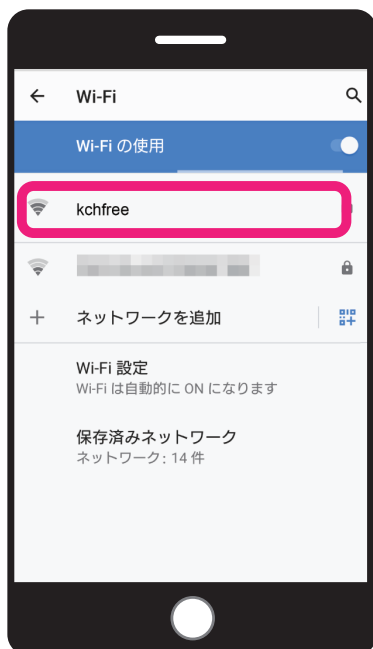 Wi-Fi
Wi-Fi の使用
kchfree
ネットワークを追加
Wi-Fi 設定
Wi-Fi は自動的に ON になります
保存済みネットワーク
ネットワーク: 14 件